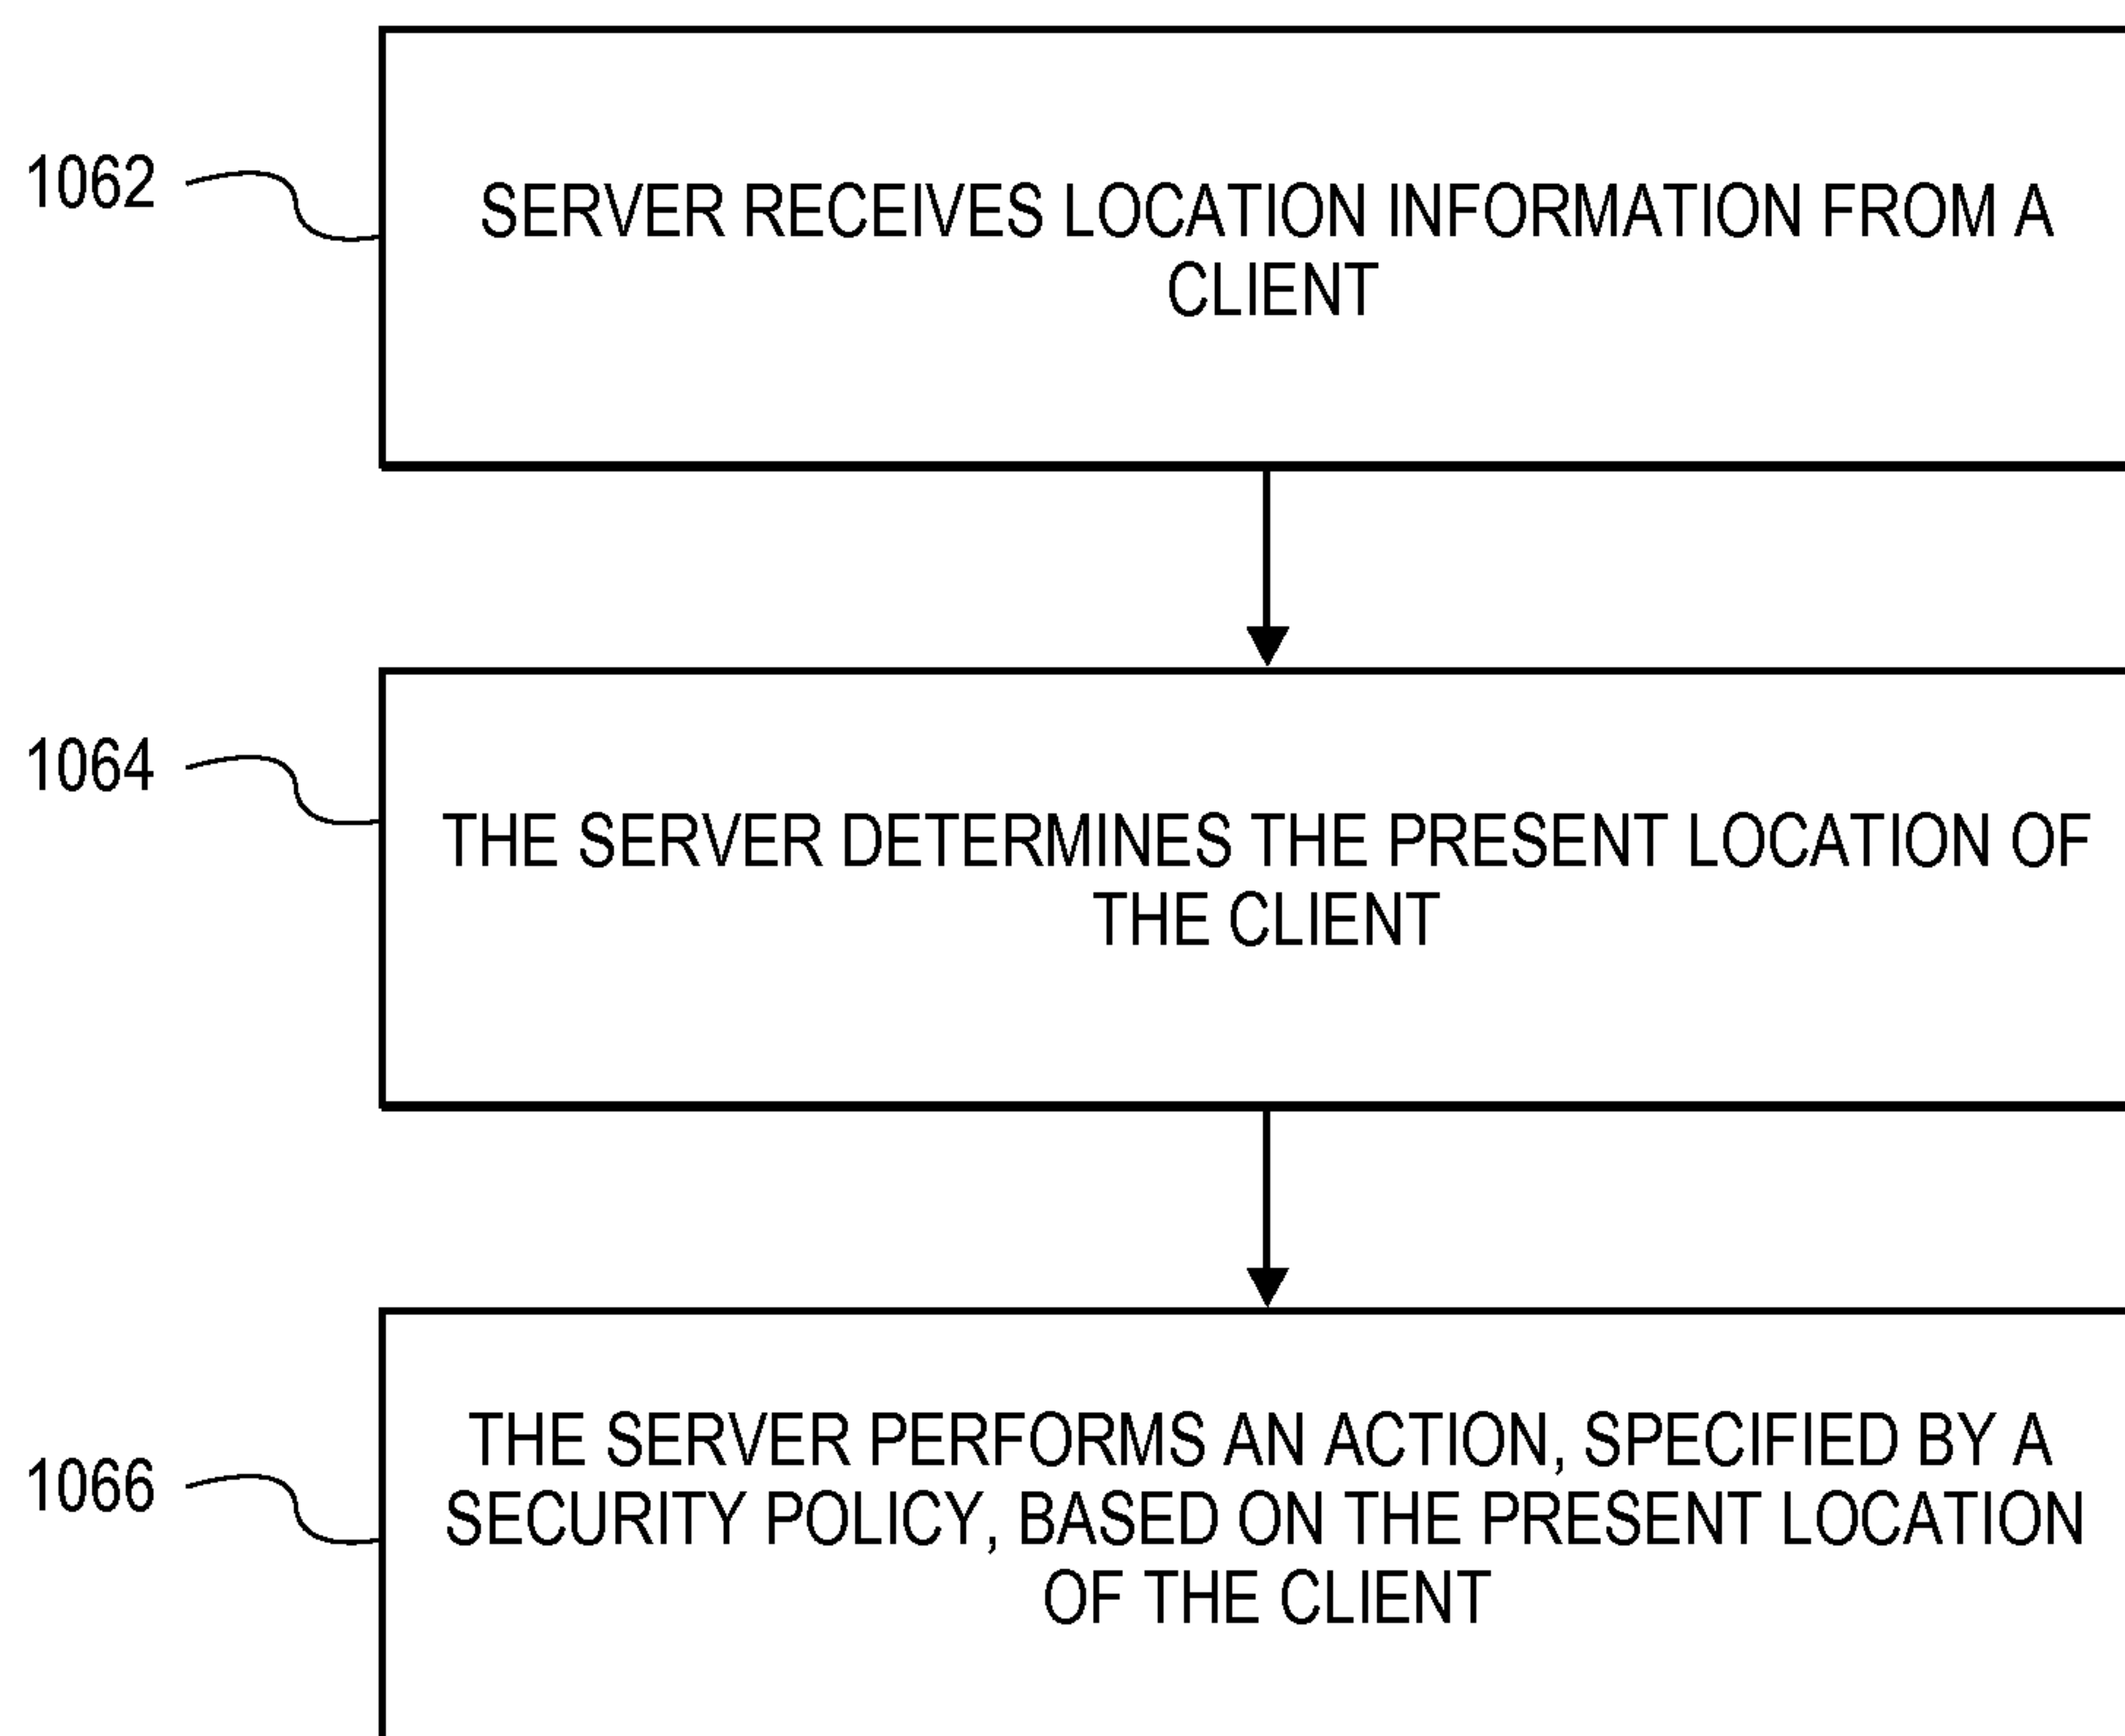 1062
SERVER RECEIVES LOCATION INFORMATION FROM A
CLIENT
1064
THE SERVER DETERMINES THE PRESENT LOCATION OF
THE CLIENT
1066
THE SERVER PERFORMS AN ACTION, SPECIFIED BY A
SECURITY POLICY, BASED ON THE PRESENT LOCATION
OF THE CLIENT